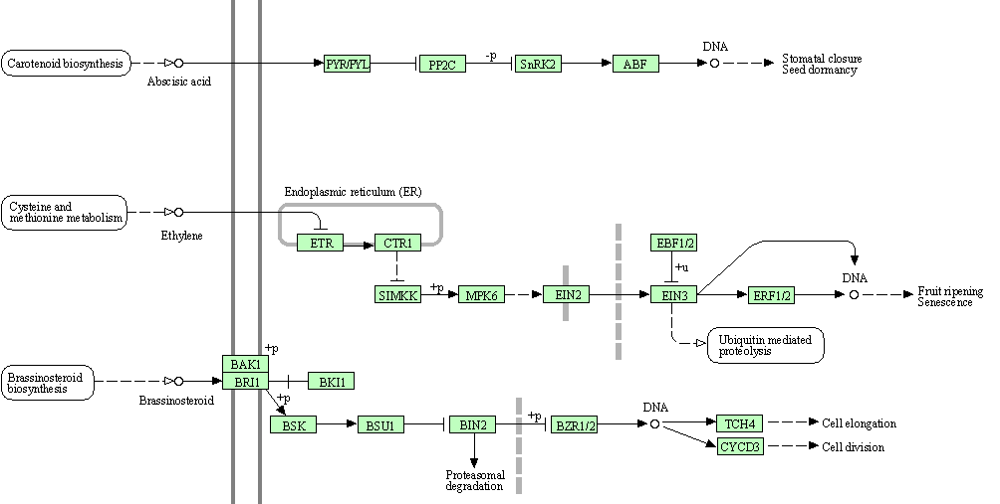 DNA
Carotenoid biosynthesis
PYR/PYL
PP2C
-p
SnRK2
ABF
Stomatal closure
Seed dormancy
Abscisic acid
Endoplasmic reticulum (ER)
Cysteine and
methionine metabolism
Ethylene
ETR
CTR1
EBF1/2
+u
DNA
SIMKK
+p
MPK6
EIN2
EIN3
ERF1/2
Fruit ripening
Senescence
Ubiquitin mediated
proteolysis
+p
BAK1
Brassinosteroid
biosynthesis
BRI1
BKI1
Brassinosteroid
+p
BSK
BSU1
BIN2
+p
BZR1/2
DNA
TCH4
Cell elongation
CYCD3
Cell division
Proteasomal
degradation